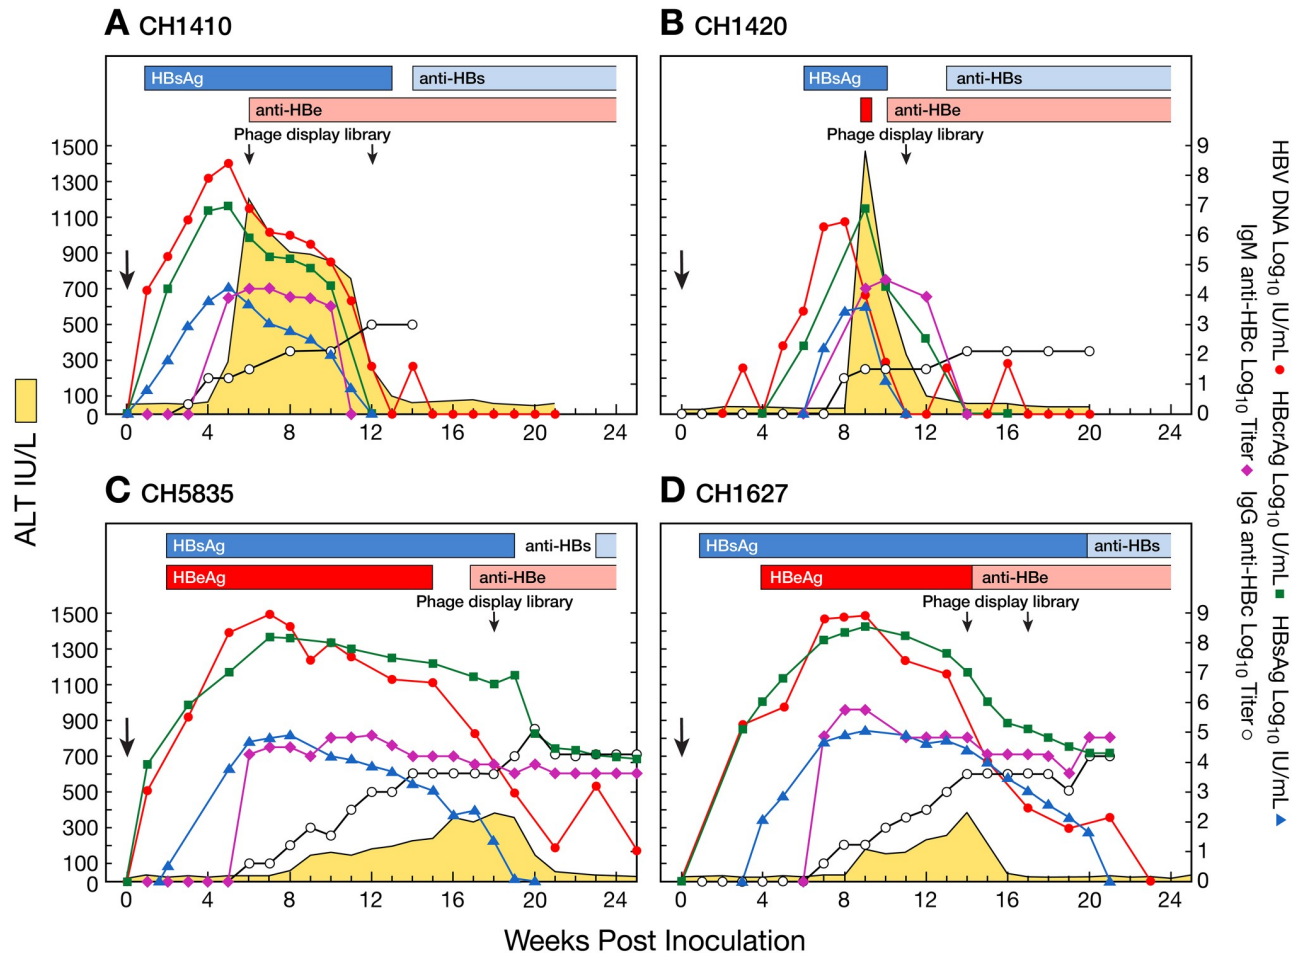 A CH1410
HBsAg
anti-HBs
anti-HBe
Phage display library
1500
1300
1100
900
700
500
300
100
0
0 4 8 12 16 20 24
B CH1420
HBsAg
anti-HBs
anti-HBe
Phage display library
9
8
7
6
5
4
3
2
1
0
0 4 8 12 16 20 24
C CH5835
HBsAg
anti-HBs
HBeAg
anti-HBe
Phage display library
1500
1300
1100
900
700
500
300
100
0
0 4 8 12 16 20 24
D CH1627
HBsAg
anti-HBs
HBeAg
anti-HBe
Phage display library
9
8
7
6
5
4
3
2
1
0
0 4 8 12 16 20 24
ALT IU/L
Weeks Post Inoculation
HBV DNA Log10 IU/mL HBcrAg Log10 U/mL HBsAg Log10 IU/mL
IgM anti-HBc Log10 Titer IgG anti-HBc Log10 Titer